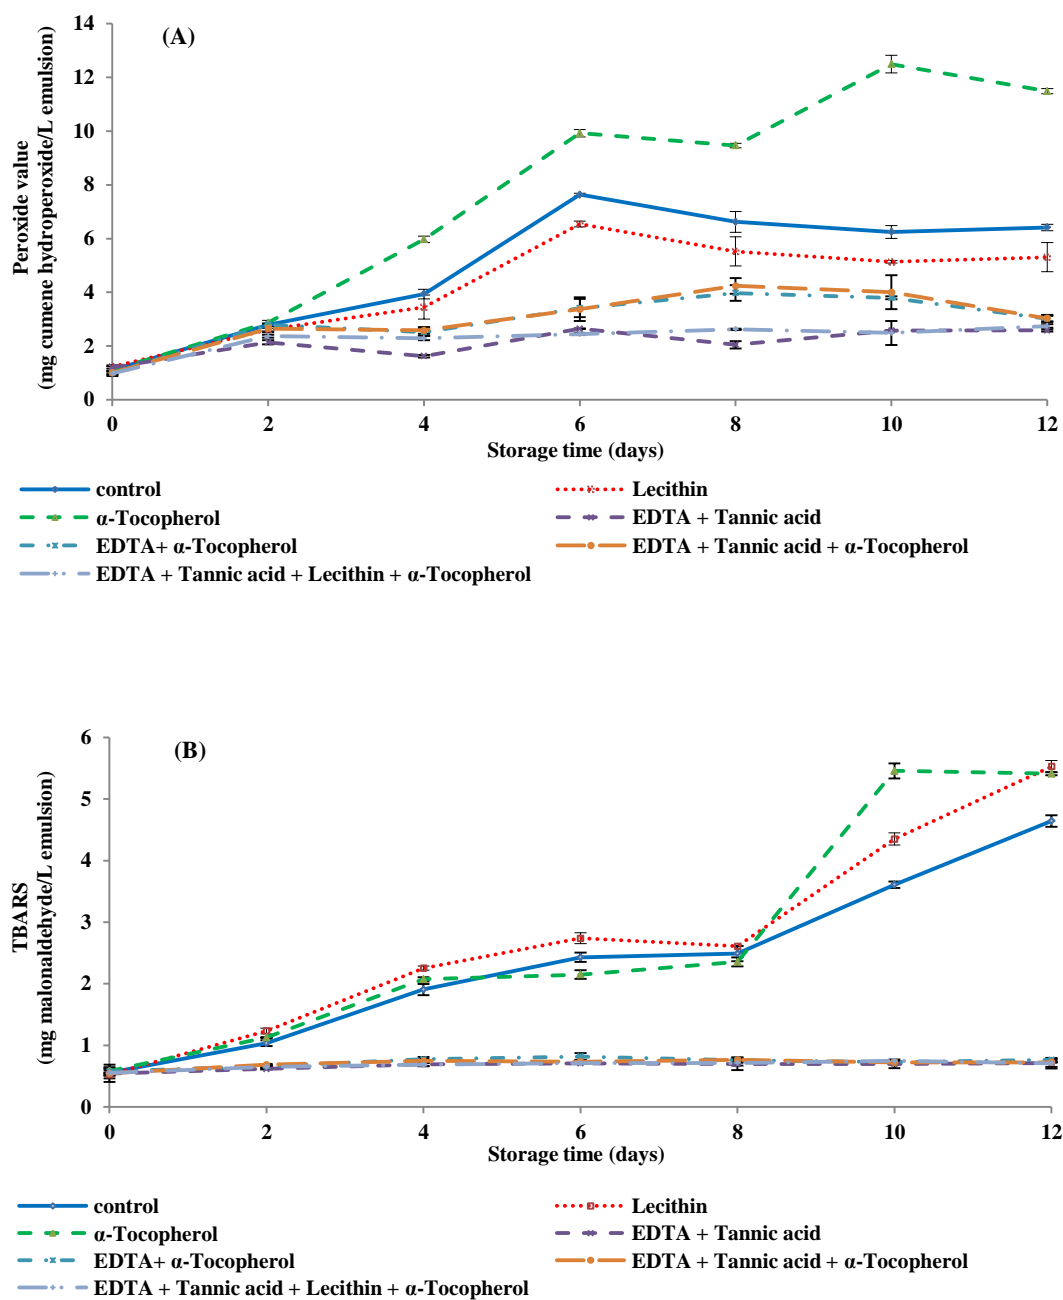 (A)
14
12
10
8
6
4
2
0
Peroxide value
(mg cumene hydroperoxide/L emulsion)
0 2 4 6 8 10 12
Storage time (days)
control
Lecithin
α-Tocopherol
EDTA + Tannic acid
EDTA+ α-Tocopherol
EDTA + Tannic acid + α-Tocopherol
EDTA + Tannic acid + Lecithin + α-Tocopherol
(B)
6
5
4
3
2
1
0
TBARS
(mg malonaldehyde/L emulsion)
0 2 4 6 8 10 12
Storage time (days)
control
Lecithin
α-Tocopherol
EDTA + Tannic acid
EDTA+ α-Tocopherol
EDTA + Tannic acid + α-Tocopherol
EDTA + Tannic acid + Lecithin + α-Tocopherol